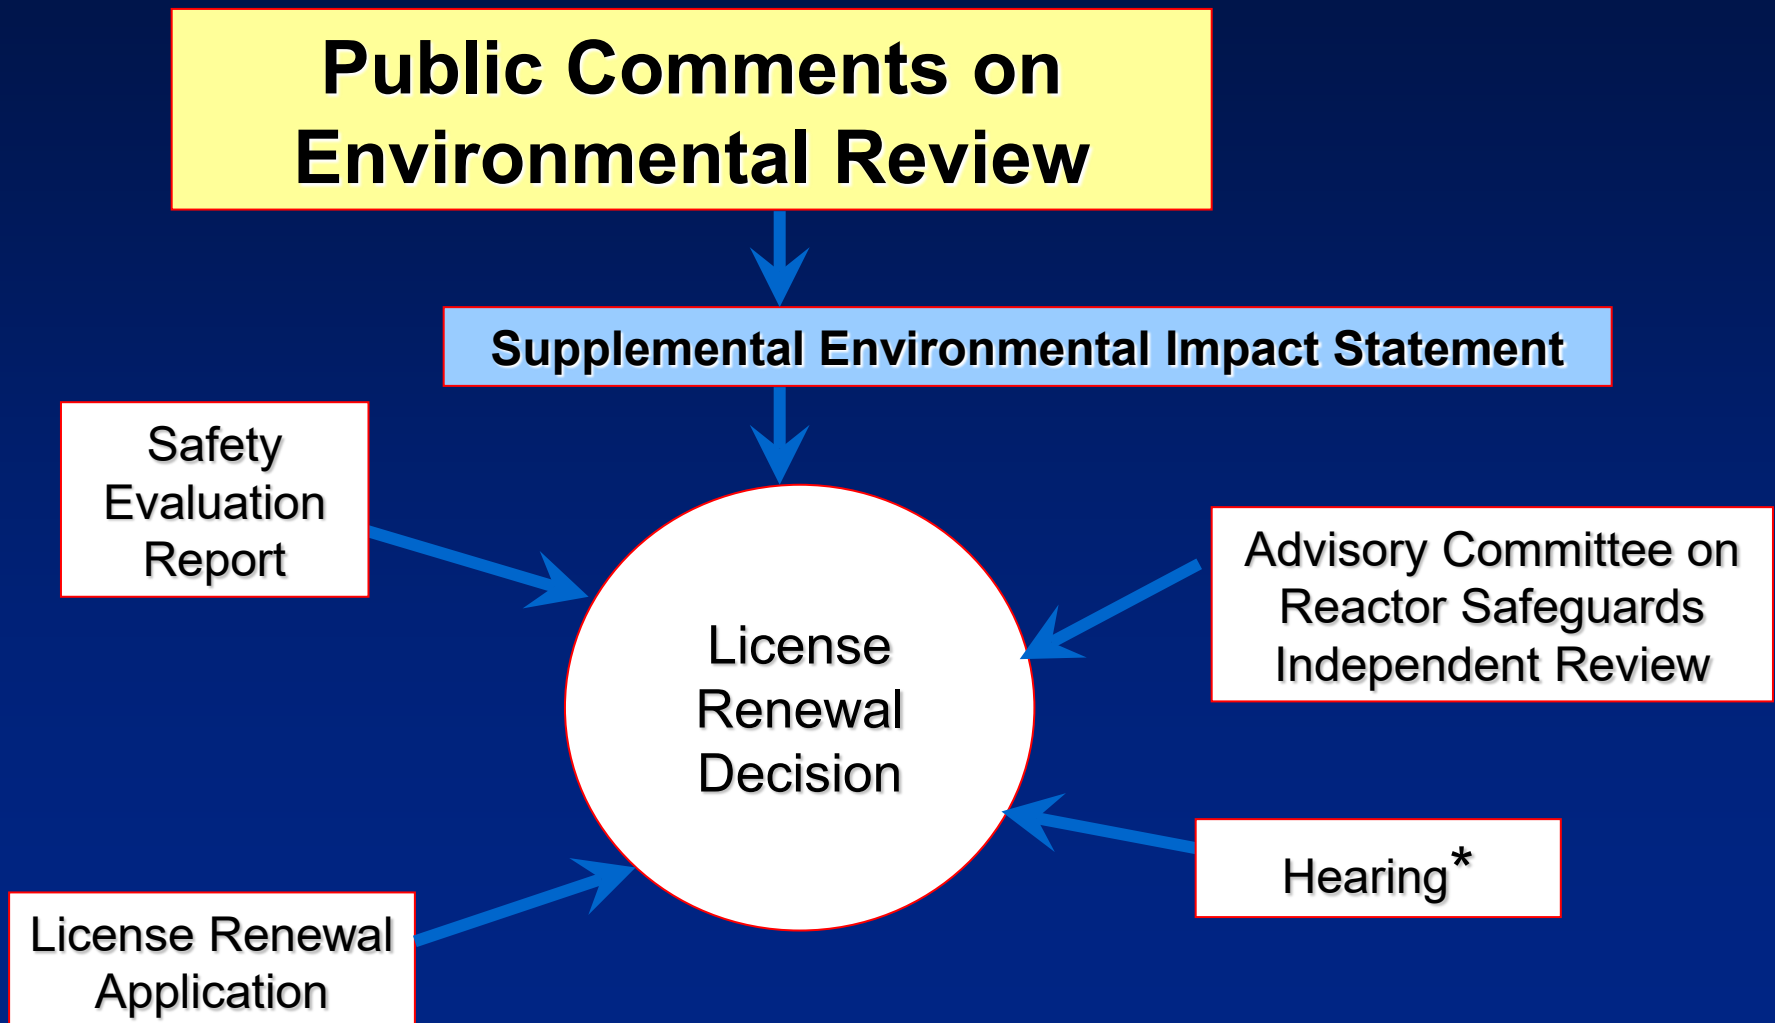 Public Comments on
Environmental Review
Supplemental Environmental Impact Statement
Safety
Evaluation
Report
Advisory Committee on
Reactor Safeguards
Independent Review
License
Renewal
Decision
Hearing*
License Renewal
Application